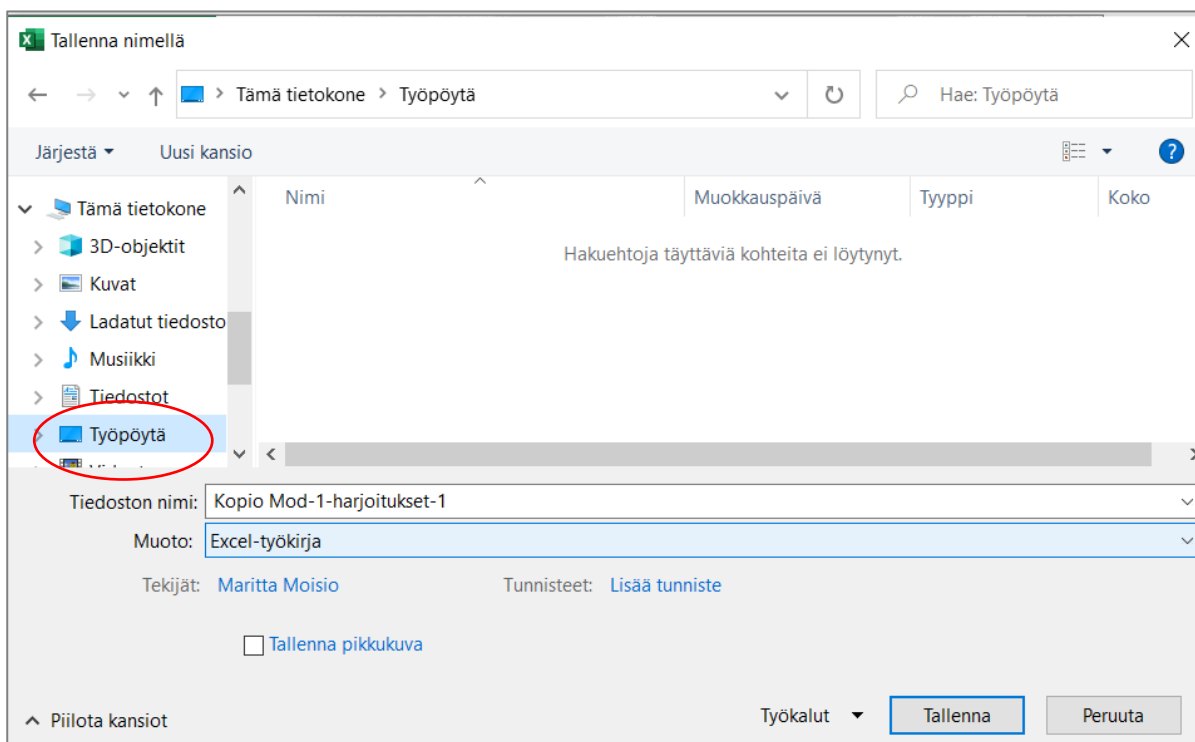 Tallenna nimellä
Tämä tietokone > Työpöytä
Hae: Työpöytä
Järjestä
Uusi kansio
Nimi
Muokkauspäivä
Tyyppi
Koko
Hakuehtoja täyttäviä kohteita ei löytynyt.
Tämä tietokone
3D-objektit
Kuvat
Ladatut tiedosto
Musiikki
Tiedostot
Työpöytä
Tiedoston nimi: Kopio Mod-1-harjoitukset-1
Muoto: Excel-työkirja
Tekijät: Maritta Moisio
Tunnisteet: Lisää tunniste
Tallenna pikkukuva
Piilota kansiot
Työkalut
Tallenna
Peruuta